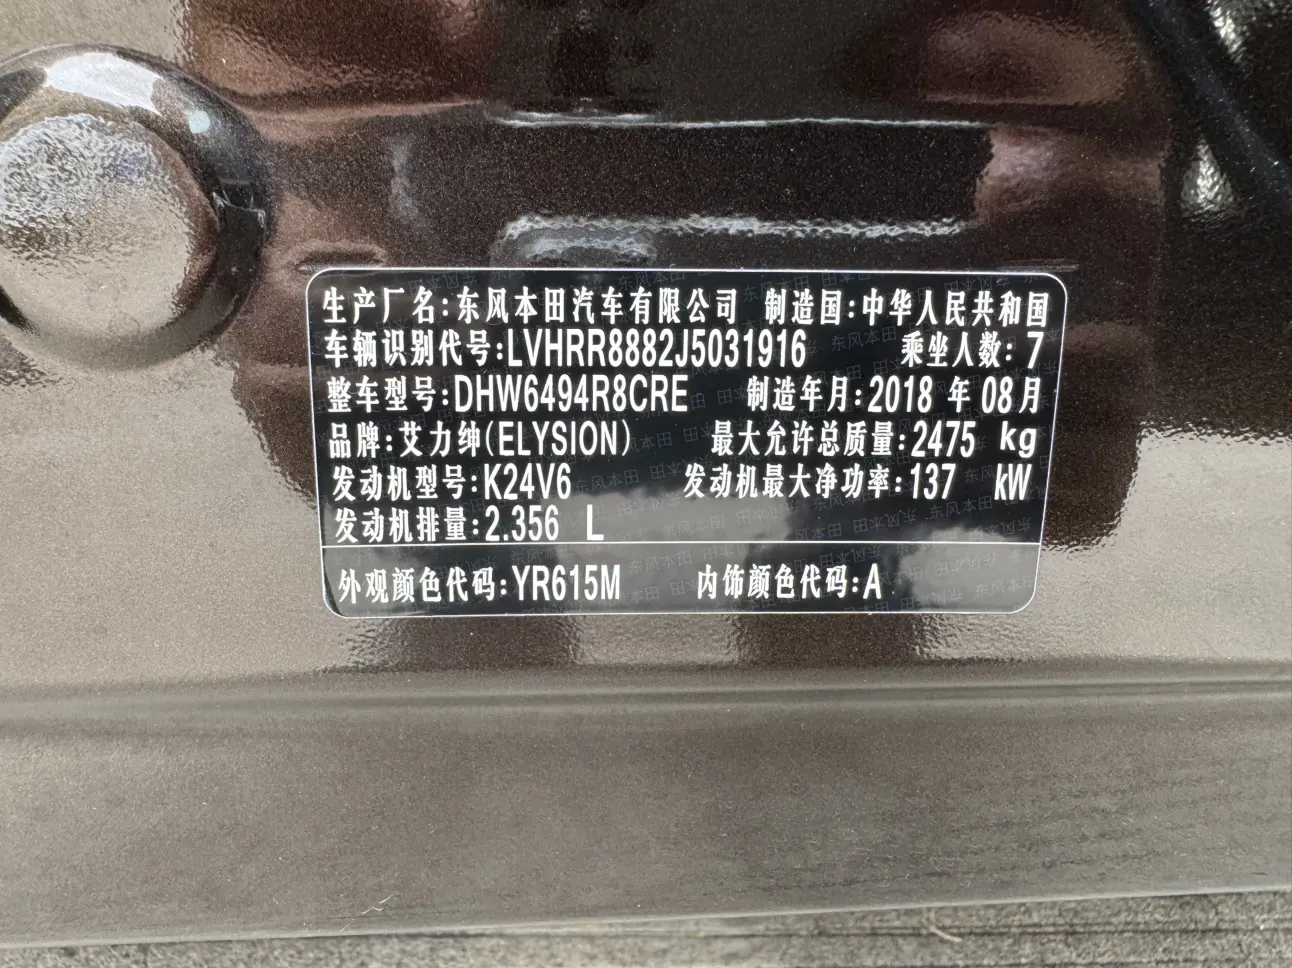 生产厂名:东风本田汽车有限公司 制造国:中华人民共和国
车辆识别代号:LVHRR8882J5031916 乘坐人数:7
整车型号:DHW6494R8CRE 制造年月:2018 年 08月
品牌:艾力绅(ELYSION) 最大允许总质量:2475 kg
发动机型号:K24V6 发动机最大净功率:137 kW
发动机排量:2.356 L
外观颜色代码:YR615M 内饰颜色代码:A